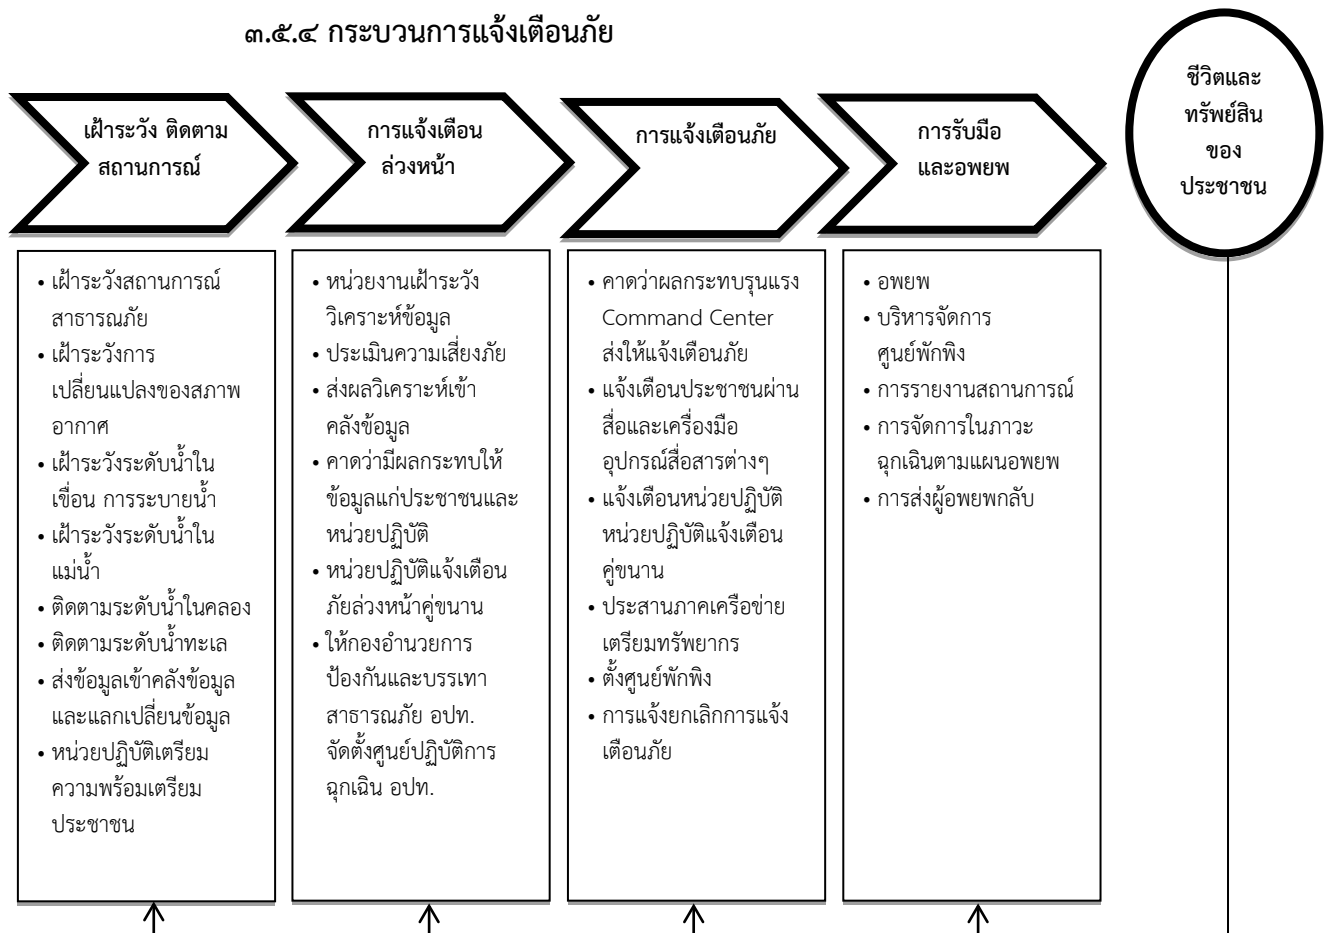 ๓.๕.๔ กระบวนการแจ้งเตือนภัย
เฝ้าระวัง ติดตาม
สถานการณ์
การแจ้งเตือน
ล่วงหน้า
การแจ้งเตือนภัย
การรับมือ
และอพยพ
ชีวิตและ
ทรัพย์สิน
ของ
ประชาชน
• เฝ้าระวังสถานการณ์
สาธารณภัย
• เฝ้าระวังการ
เปลี่ยนแปลงของสภาพ
อากาศ
• เฝ้าระวังระดับน้ำใน
เขื่อน การระบายน้ำ
• เฝ้าระวังระดับน้ำใน
แม่น้ำ
• ติดตามระดับน้ำในคลอง
• ติดตามระดับน้ำทะเล
• ส่งข้อมูลเข้าคลังข้อมูล
และแลกเปลี่ยนข้อมูล
• หน่วยปฏิบัติเตรียม
ความพร้อมเตรียม
ประชาชน
• หน่วยงานเฝ้าระวัง
วิเคราะห์ข้อมูล
• ประเมินความเสี่ยงภัย
• ส่งผลวิเคราะห์เข้า
คลังข้อมูล
• คาดว่ามีผลกระทบให้
ข้อมูลแก่ประชาชนและ
หน่วยปฏิบัติ
• หน่วยปฏิบัติแจ้งเตือน
ภัยล่วงหน้าคู่ขนาน
• ให้กองอำนวยการ
ป้องกันและบรรเทา
สาธารณภัย อปท.
จัดตั้งศูนย์ปฏิบัติการ
ฉุกเฉิน อปท.
• คาดว่าผลกระทบรุนแรง
Command Center
ส่งให้แจ้งเตือนภัย
• แจ้งเตือนประชาชนผ่าน
สื่อและเครื่องมือ
อุปกรณ์สื่อสารต่างๆ
• แจ้งเตือนหน่วยปฏิบัติ
หน่วยปฏิบัติแจ้งเตือน
คู่ขนาน
• ประสานภาคเครือข่าย
เตรียมทรัพยากร
• ตั้งศูนย์พักพิง
• การแจ้งยกเลิกการแจ้ง
เตือนภัย
• อพยพ
• บริหารจัดการ
ศูนย์พักพิง
• การรายงานสถานการณ์
• การจัดการในภาวะ
ฉุกเฉินตามแผนอพยพ
• การส่งผู้อพยพกลับ